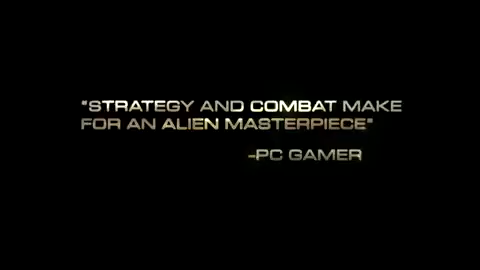 "STRATEGY AND COMBAT MAKE
FOR AN ALIEN MASTERPIECE"
-PC GAMER